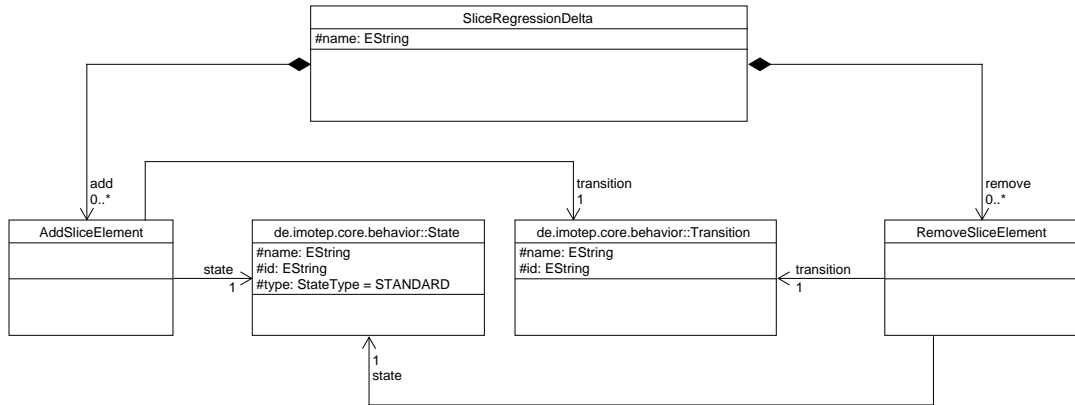 SliceRegressionDelta
#name: EString
add
0..*
transition
1
remove
0..*
AddSliceElement
de.imotep.core.behavior::State
#name: EString
#id: EString
#type: StateType = STANDARD
de.imotep.core.behavior::Transition
#name: EString
#id: EString
RemoveSliceElement
state
1
transition
1
1
state